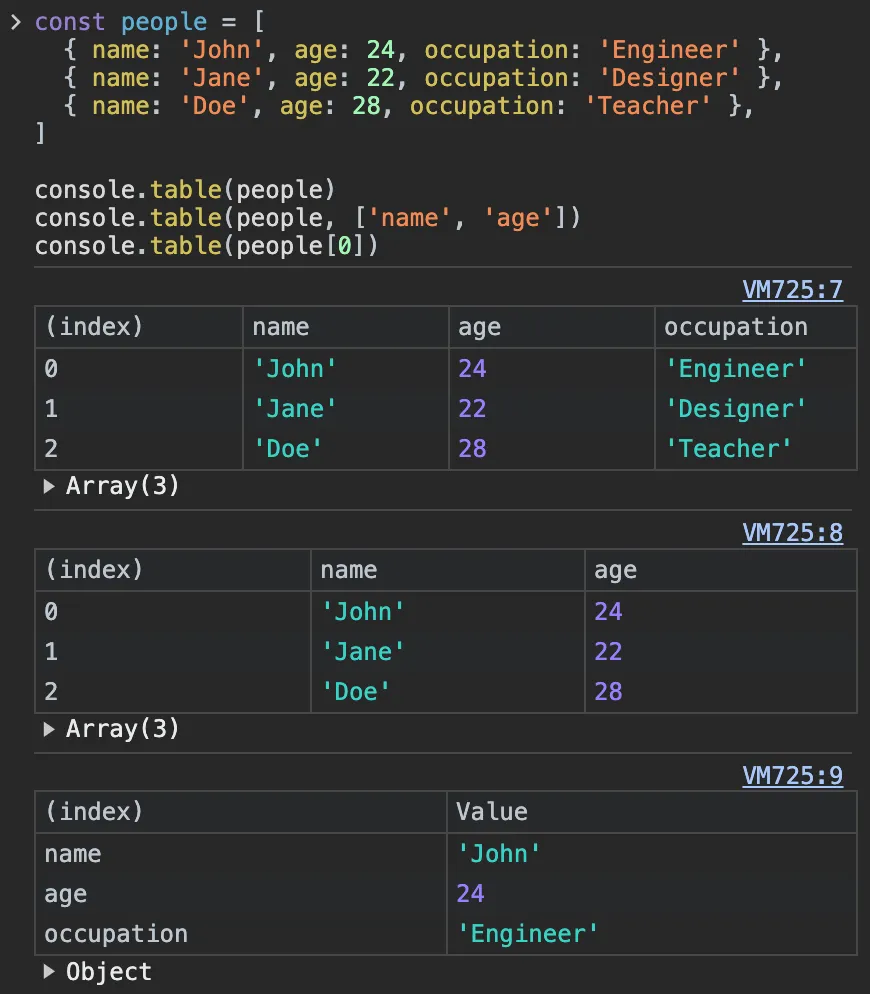 > const people = [
  { name: 'John', age: 24, occupation: 'Engineer' },
  { name: 'Jane', age: 22, occupation: 'Designer' },
  { name: 'Doe', age: 28, occupation: 'Teacher' },
]
console.table(people)
console.table(people, ['name', 'age'])
console.table(people[0])
VM725:7
(index) name age occupation
0 'John' 24 'Engineer'
1 'Jane' 22 'Designer'
2 'Doe' 28 'Teacher'
▶ Array(3)
VM725:8
(index) name age
0 'John' 24
1 'Jane' 22
2 'Doe' 28
▶ Array(3)
VM725:9
(index) Value
name 'John'
age 24
occupation 'Engineer'
▶ Object